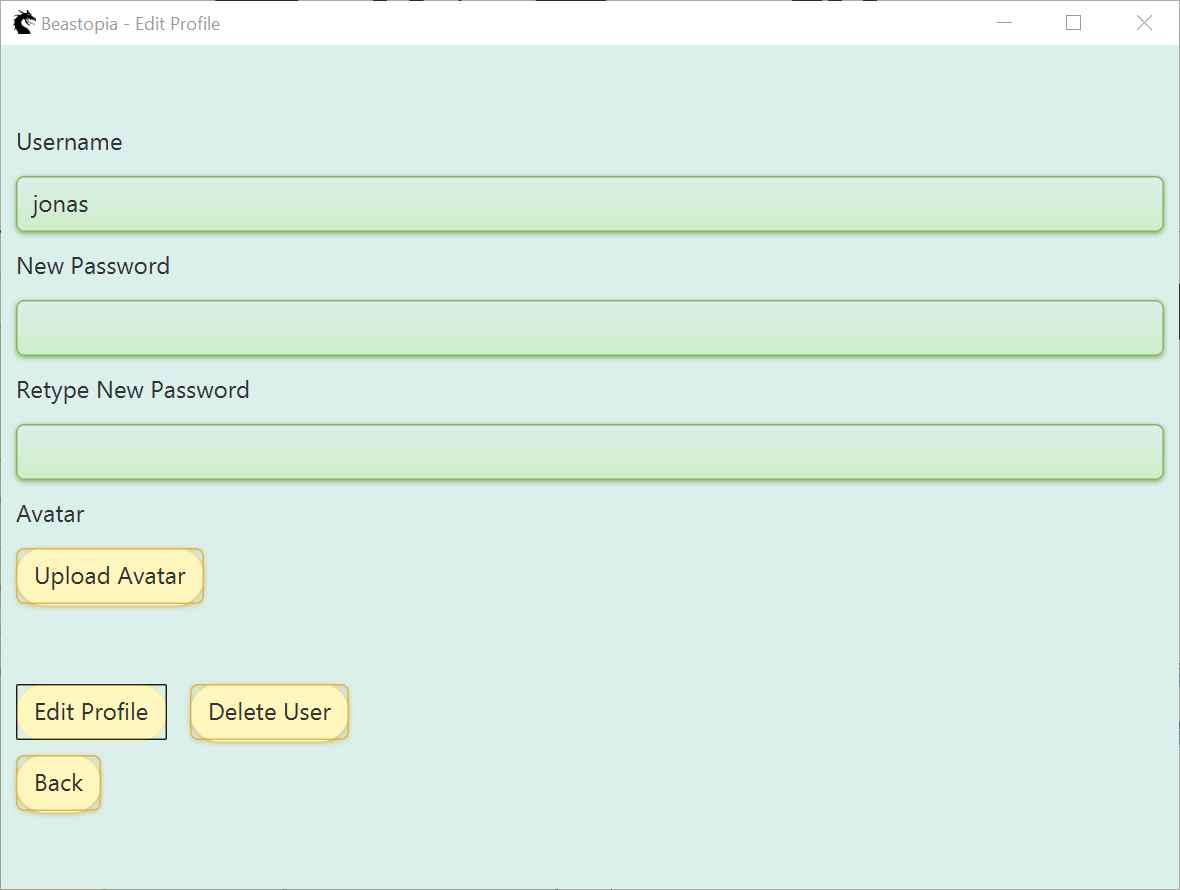 Beastopia - Edit Profile
Username
jonas
New Password
Retype New Password
Avatar
Upload Avatar
Edit Profile Delete User
Back